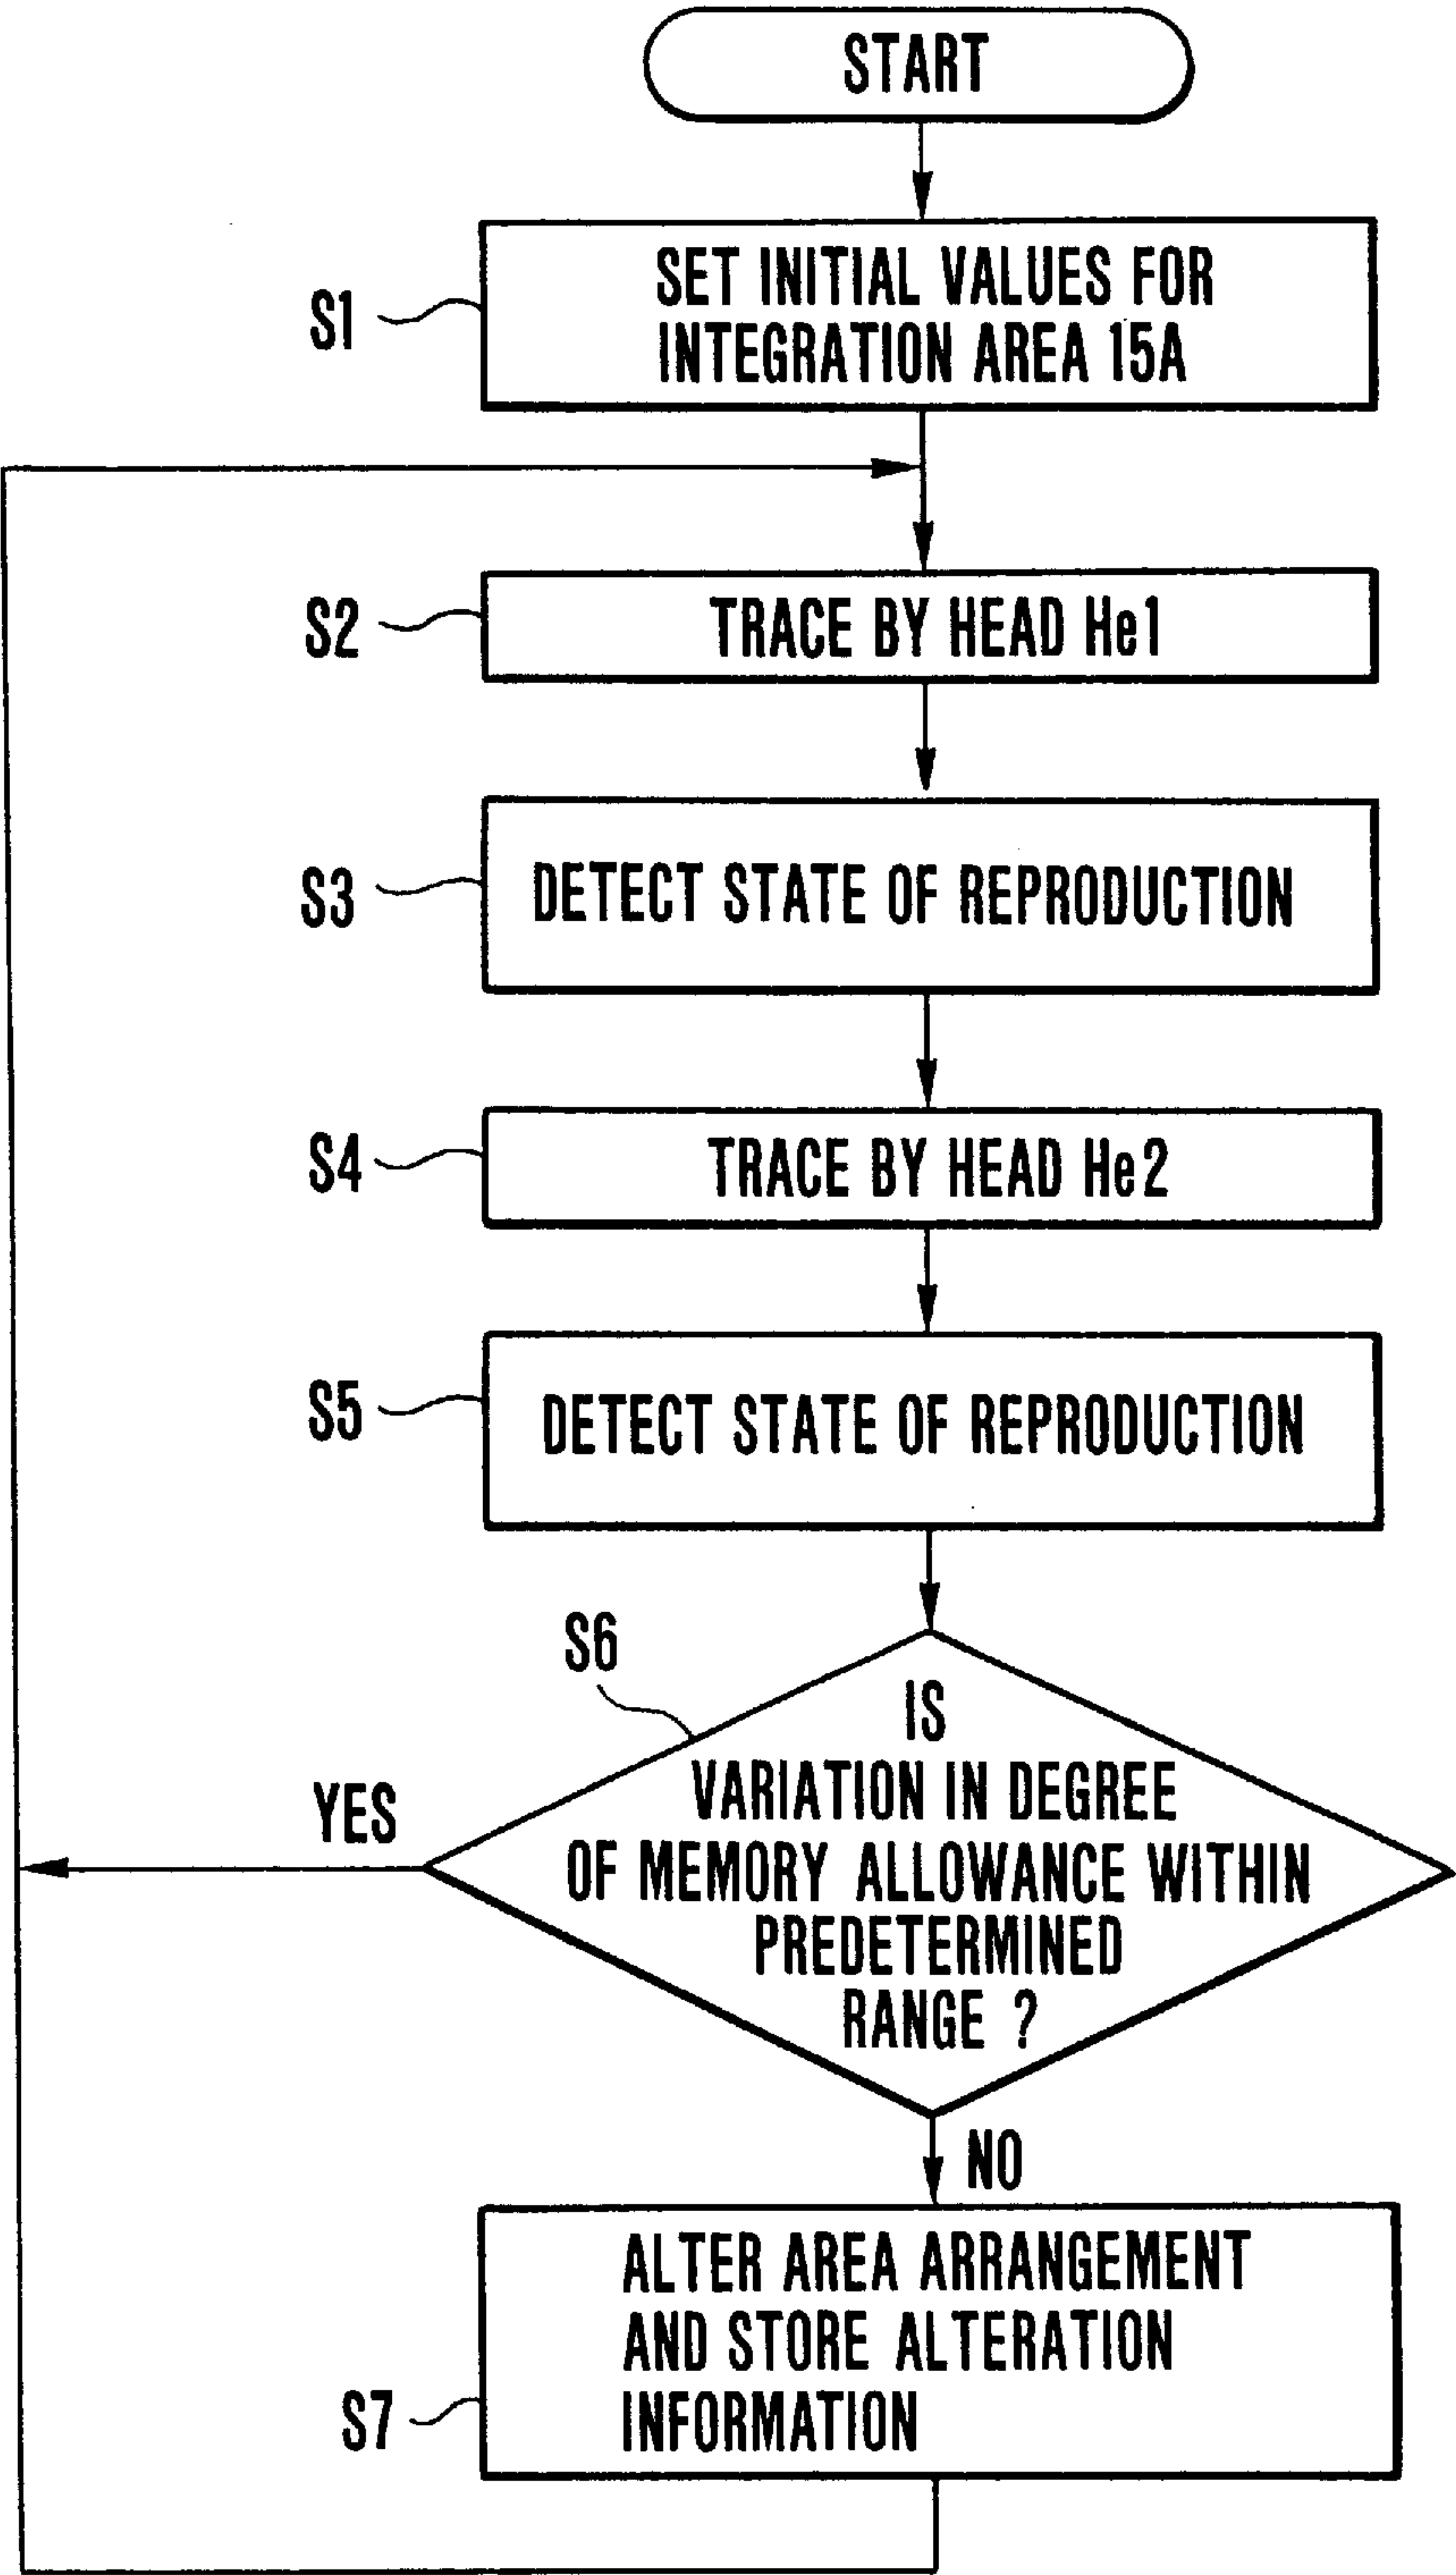 START
S1
SET INITIAL VALUES FOR
INTEGRATION AREA 15A
S2
TRACE BY HEAD He1
S3
DETECT STATE OF REPRODUCTION
S4
TRACE BY HEAD He2
S5
DETECT STATE OF REPRODUCTION
S6
IS
VARIATION IN DEGREE
OF MEMORY ALLOWANCE WITHIN
PREDETERMINED
RANGE ?
YES
NO
S7
ALTER AREA ARRANGEMENT
AND STORE ALTERATION
INFORMATION